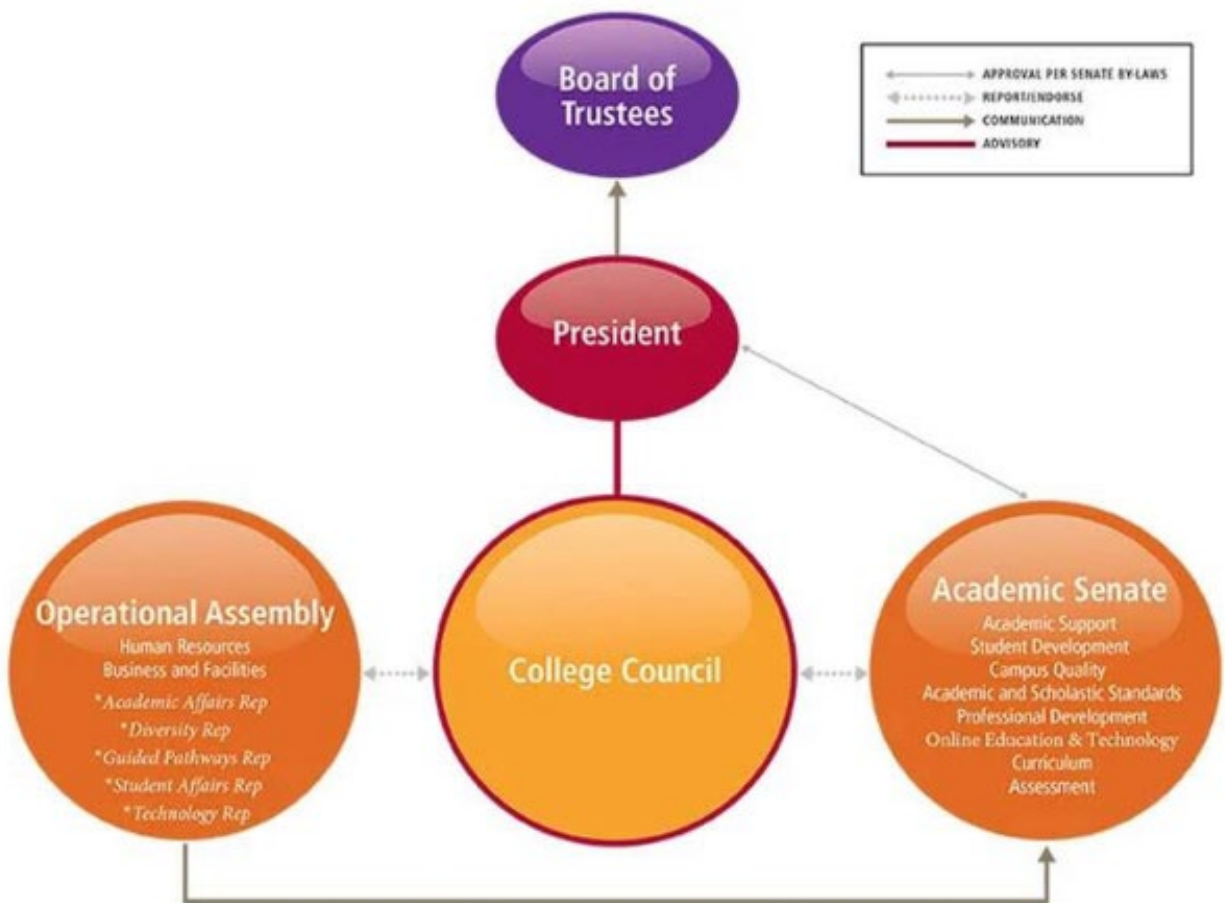 Board of
Trustees
APPROVAL PER SENATE BY-LAWS
REPORT/ENDORSE
COMMUNICATION
ADVISORY
President
Operational Assembly
Human Resources
Business and Facilities
*Academic Affairs Rep
*Diversity Rep
*Guided Pathways Rep
*Student Affairs Rep
*Technology Rep
College Council
Academic Senate
Academic Support
Student Development
Campus Quality
Academic and Scholastic Standards
Professional Development
Online Education & Technology
Curriculum
Assessment